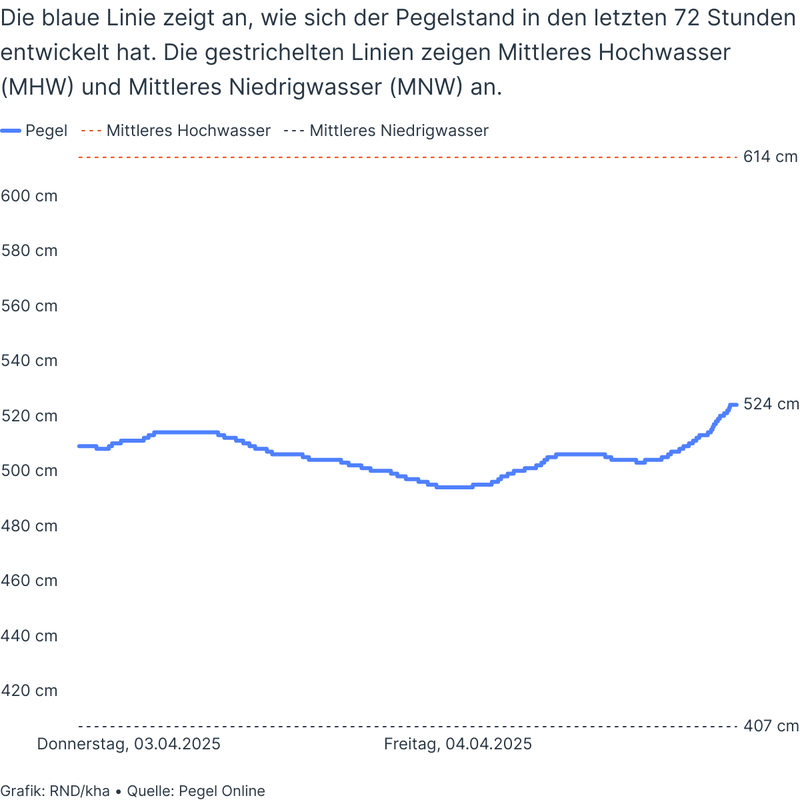 Die blaue Linie zeigt an, wie sich der Pegelstand in den letzten 72 Stunden
entwickelt hat. Die gestrichelten Linien zeigen Mittleres Hochwasser
(MHW) und Mittleres Niedrigwasser (MNW) an.
Pegel Mittleres Hochwasser Mittleres Niedrigwasser
614 cm
600 cm
580 cm
560 cm
540 cm
524 cm
520 cm
500 cm
480 cm
460 cm
440 cm
420 cm
407 cm
Donnerstag, 03.04.2025 Freitag, 04.04.2025
Grafik: RND/kha • Quelle: Pegel Online